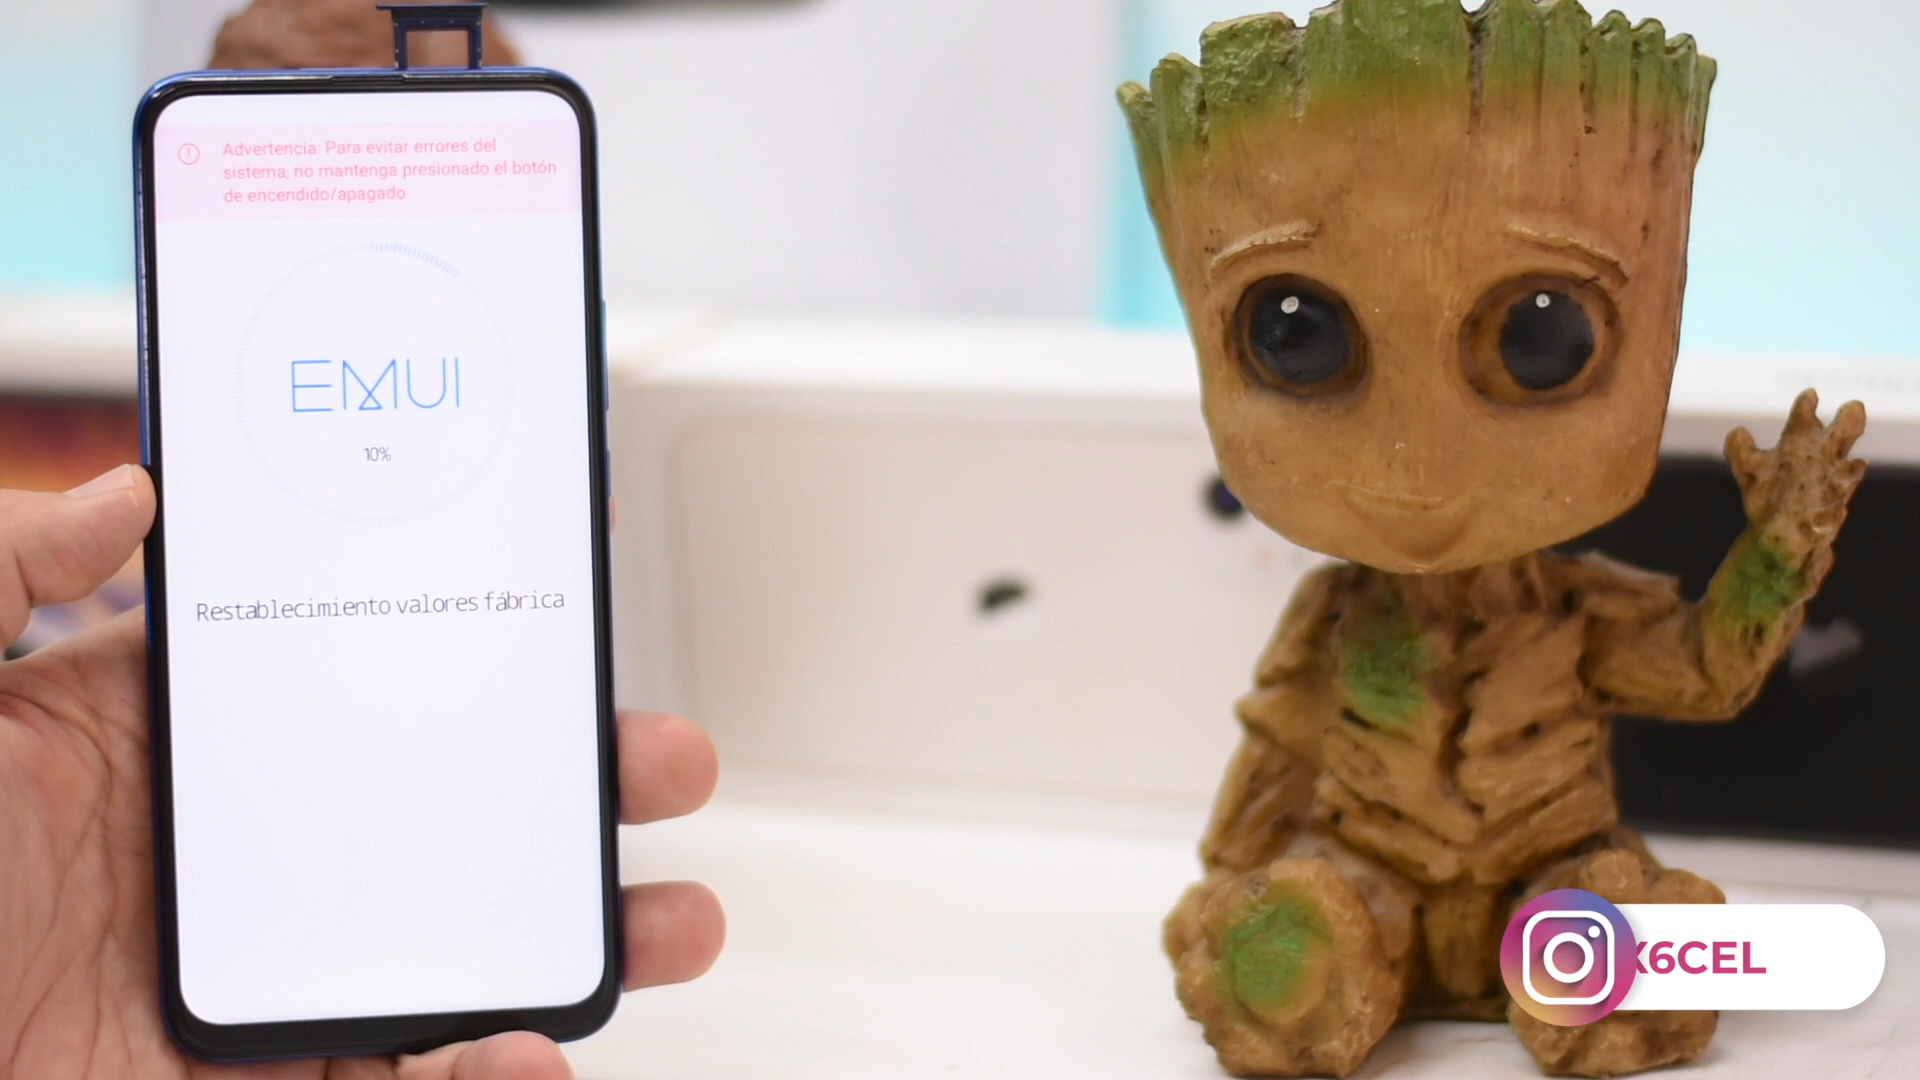 Advertencia: Para evitar errores del
sistema, no mantenga presionado el botón
de encendido/apagado
EMUI
10%
Restablecimiento valores fábrica
X6CEL